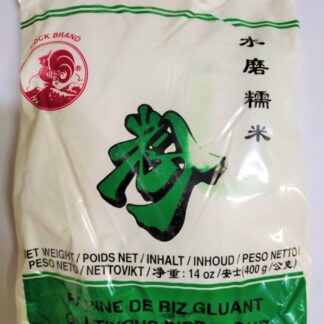 COCK BRAND
水磨糯米
粉
NET WEIGHT / POIDS NET / INHALT / INHOUD / PESO NETTO /
PESO NETO / NETTOVIKT / 净重: 14 oz /安士(400 g /公克)
FARINE DE RIZ GLUANT